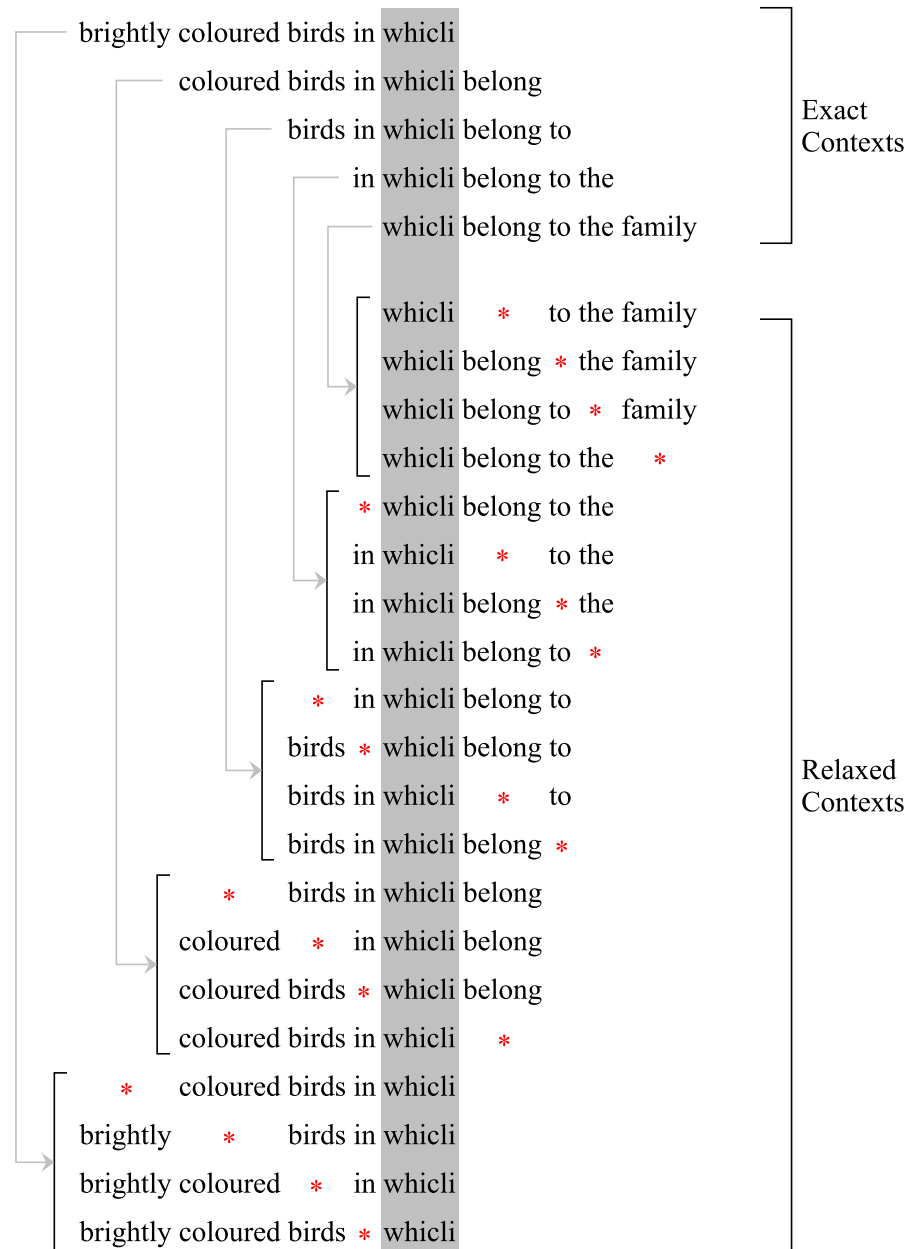 brightly coloured birds in whicli
coloured birds in whicli belong
birds in whicli belong to
in whicli belong to the
whicli belong to the family
Exact
Contexts
whicli * to the family
whicli belong * the family
whicli belong to * family
whicli belong to the *
* whicli belong to the
in whicli * to the
in whicli belong * the
in whicli belong to *
* in whicli belong to
birds * whicli belong to
birds in whicli * to
birds in whicli belong *
* birds in whicli belong
coloured * in whicli belong
coloured birds * whicli belong
coloured birds in whicli *
* coloured birds in whicli
brightly * birds in whicli
brightly coloured * in whicli
brightly coloured birds * whicli
Relaxed
Contexts